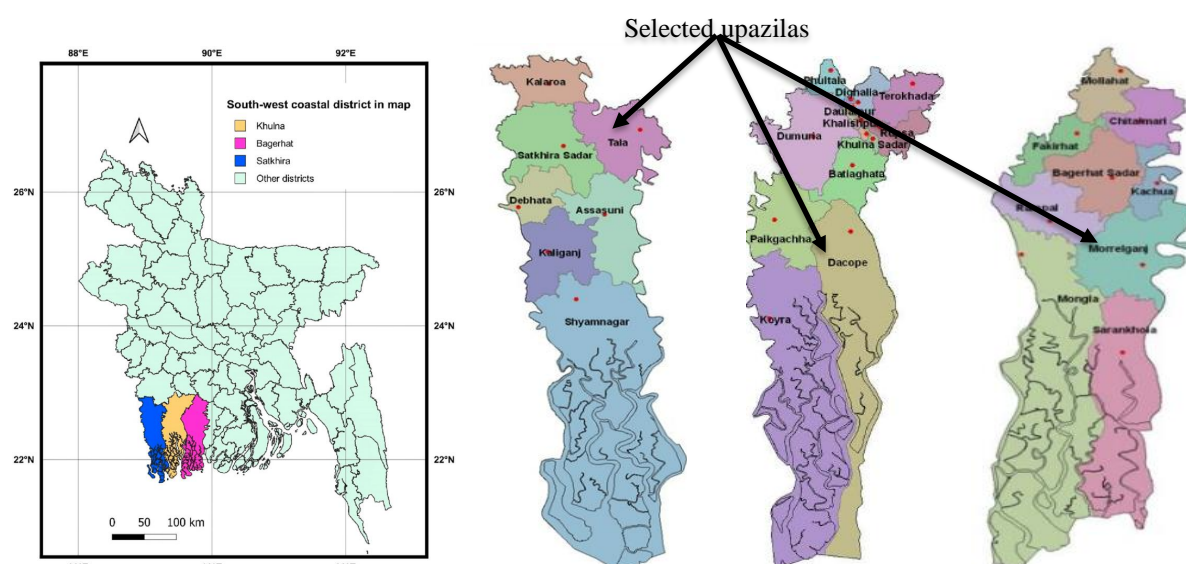 Selected upazilas
88°E
90°E
92°E
South-west coastal district in map
Khulna
Bagerhat
Satkhira
Other districts
26°N
26°N
24°N
24°N
22°N
22°N
0 50 100 km
Kalaroa
Satkhira Sadar
Tala
Debhata
Assasuni
Kaliganj
Shyamnagar
Phultala
Dighalia
Terokhada
Daulatpur
Khalishpur
Rupsa
Dumuria
Khulna Sadar
Batiaghata
Paikgachha
Dacope
Koyra
Mollahat
Chitalmari
Fakirhat
Bagerhat Sadar
Kachua
Rampal
Morrelganj
Mongla
Sarankhola